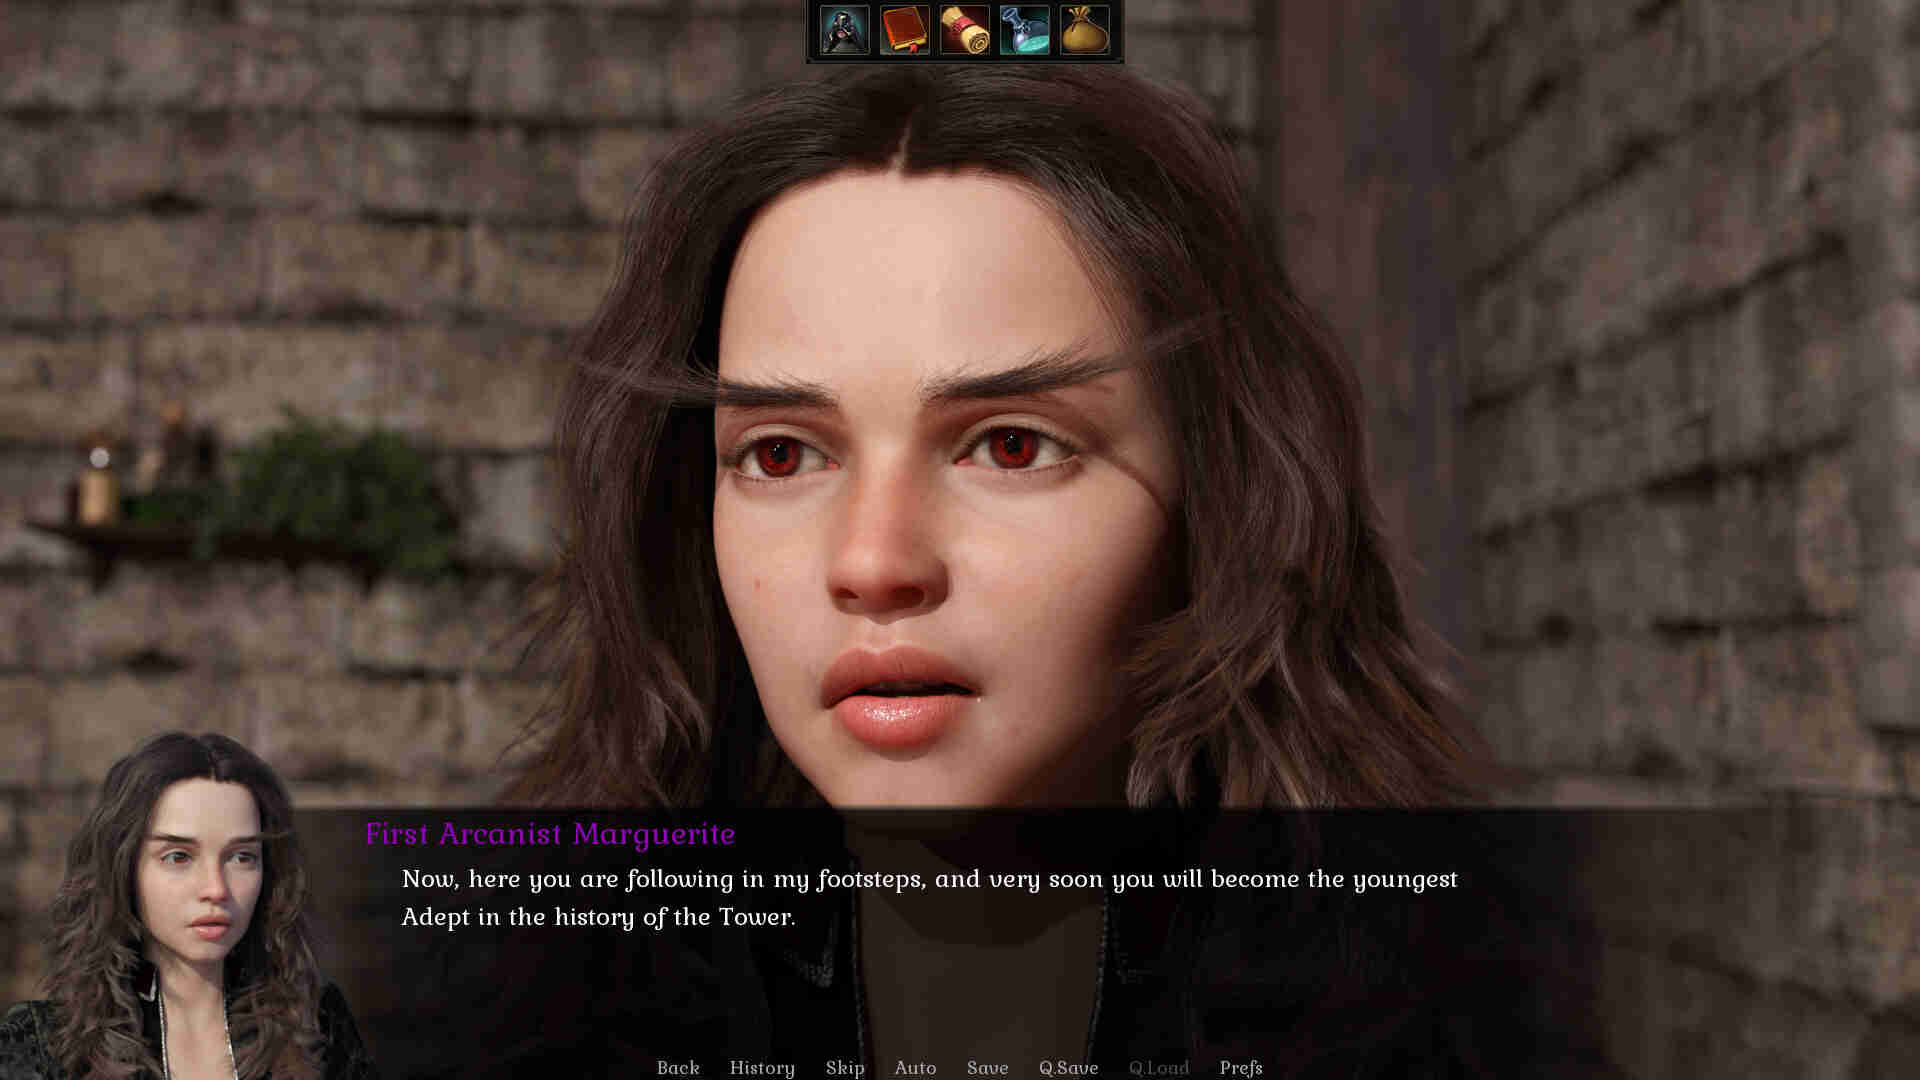 First Arcanist Marguerite
Now, here you are following in my footsteps, and very soon you will become the youngest
Adept in the history of the Tower.
Back History Skip Auto Save Q.Save Q.Load Prefs